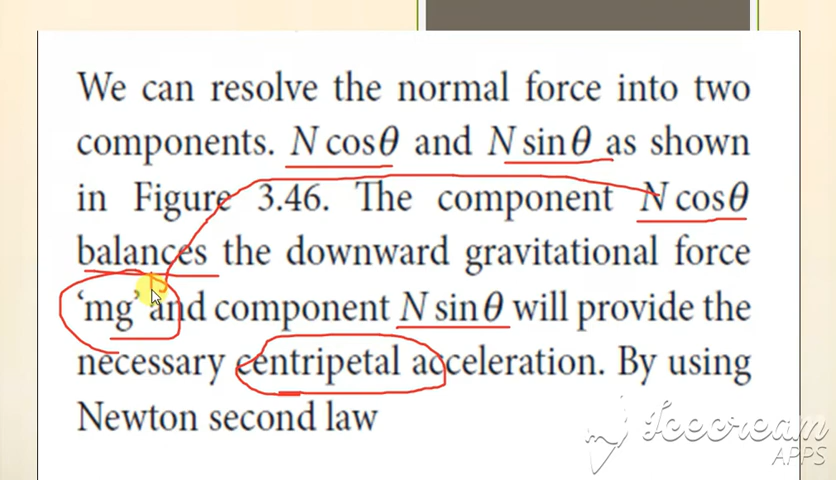 We can resolve the normal force into two
components. N cosθ and N sinθ as shown
in Figure 3.46. The component N cosθ
balances the downward gravitational force
‘mg’ and component N sinθ will provide the
necessary centripetal acceleration. By using
Newton second law
Icecream
APPS